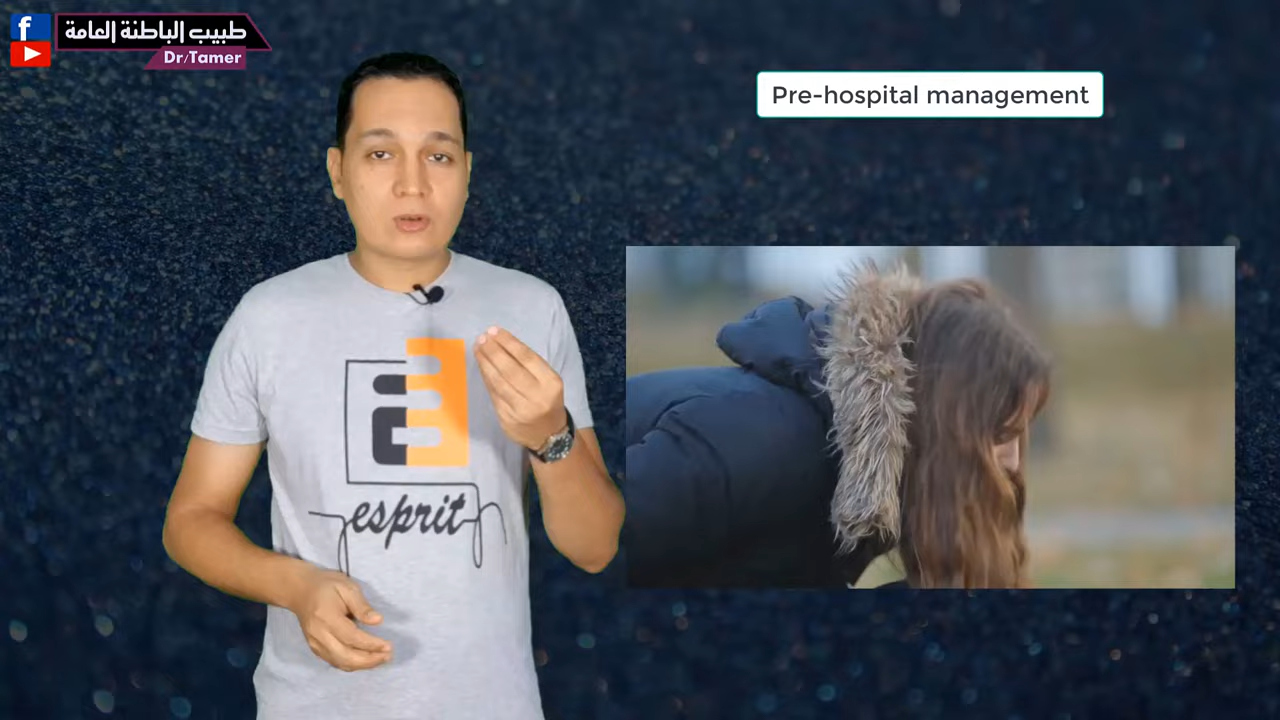 طبيب الباطنة العامة
Dr/Tamer
Pre-hospital management
esprit